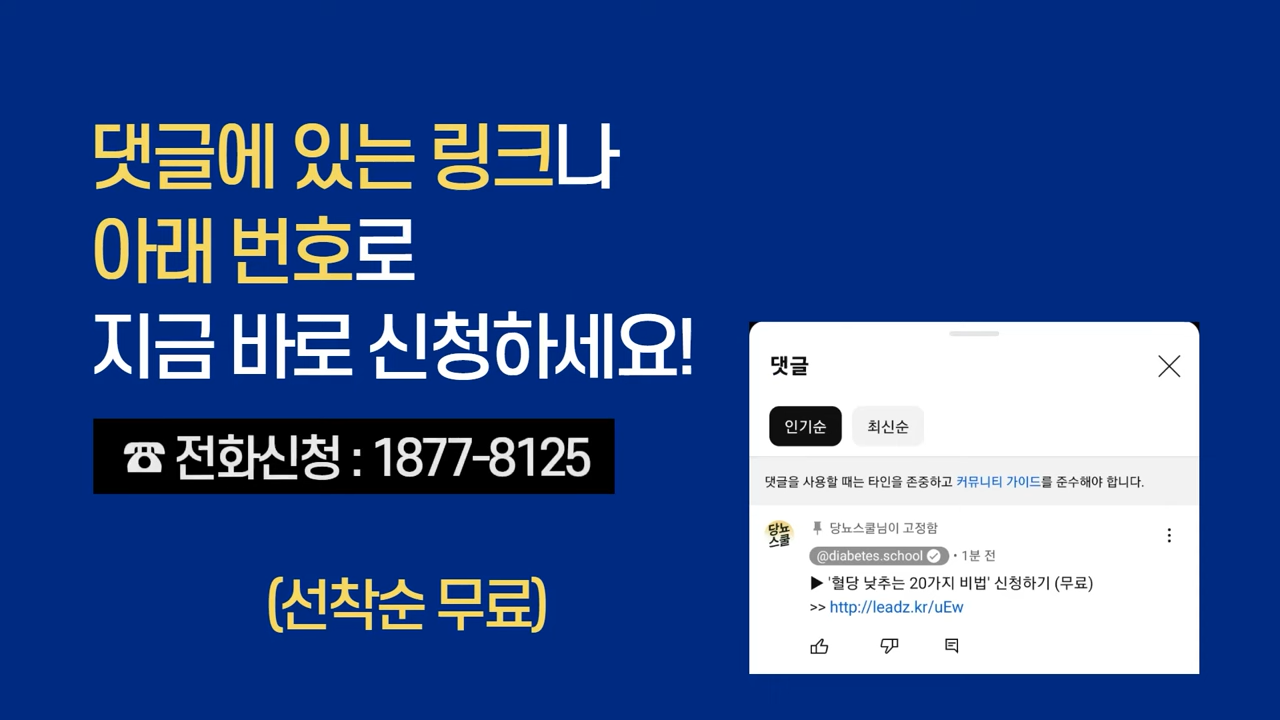 댓글에 있는 링크나
아래 번호로
지금 바로 신청하세요!
☎ 전화신청 : 1877-8125
(선착순 무료)
댓글
인기순 최신순
댓글을 사용할 때는 타인을 존중하고 커뮤니티 가이드를 준수해야 합니다.
당뇨
스쿨
당뇨스쿨님이 고정함
@diabetes.school • 1분 전
▶ '혈당 낮추는 20가지 비법' 신청하기 (무료)
>> http://leadz.kr/uEw